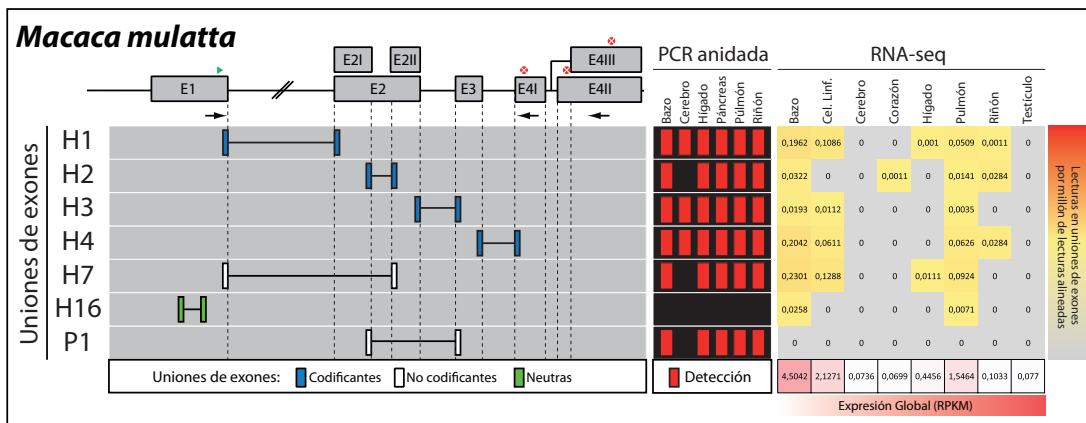 Macaca mulatta
PCR anidada
RNA-seq
E2I E2II E4III
E1 E2 E3 E4I E4II
Bazo Cerebro Hígado Páncreas Pulmón Riñón
Bazo Cel. Linf. Cerebro Corazón Hígado Pulmón Riñón Testículo
Uniones de exones
H1 0,1962 0,1086 0 0 0,001 0,0509 0,0011 0
H2 0,0322 0 0 0,0011 0 0,0141 0,0284 0
H3 0,0193 0,0112 0 0 0 0,0035 0 0
H4 0,2042 0,0611 0 0 0 0,0626 0,0284 0
H7 0,2301 0,1288 0 0 0,0111 0,0924 0 0
H16 0,0258 0 0 0 0 0,0071 0 0
P1 0 0 0 0 0 0 0 0
Lecturas en uniones de exones
por millón de lecturas alineadas
Uniones de exones: Codificantes No codificantes Neutras
Detección
4,5042 2,1271 0,0736 0,0699 0,4456 1,5464 0,1033 0,077
Expresión Global (RPKM)